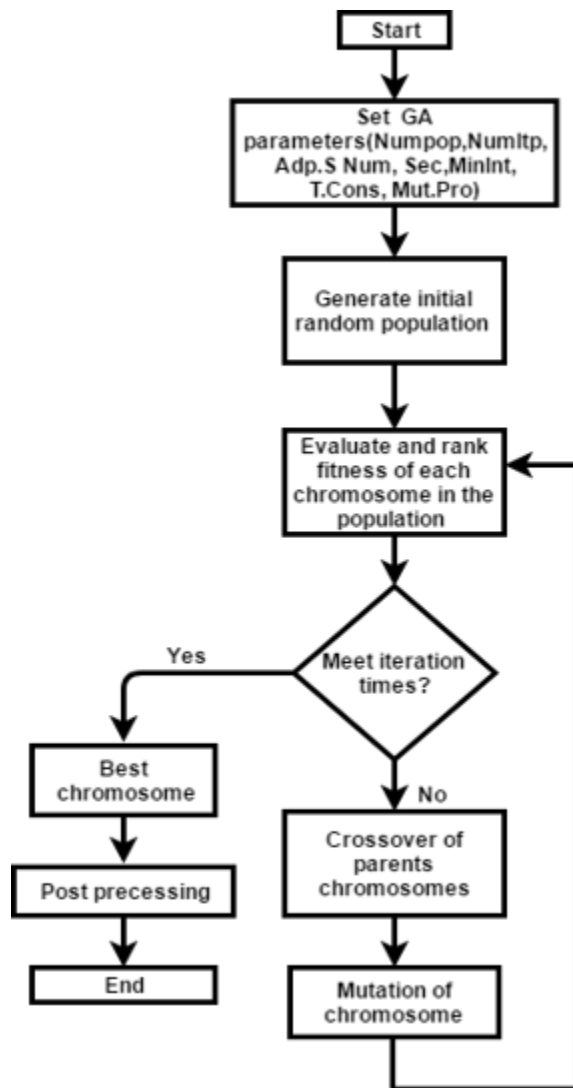 Start
Set GA
parameters(Numpop,NumItp,
Adp.S Num, Sec,MinInt,
T.Cons, Mut.Pro)
Generate initial
random population
Evaluate and rank
fitness of each
chromosome in the
population
Meet iteration
times?
Yes
No
Best
chromosome
Post precessing
End
Crossover of
parents
chromosomes
Mutation of
chromosome